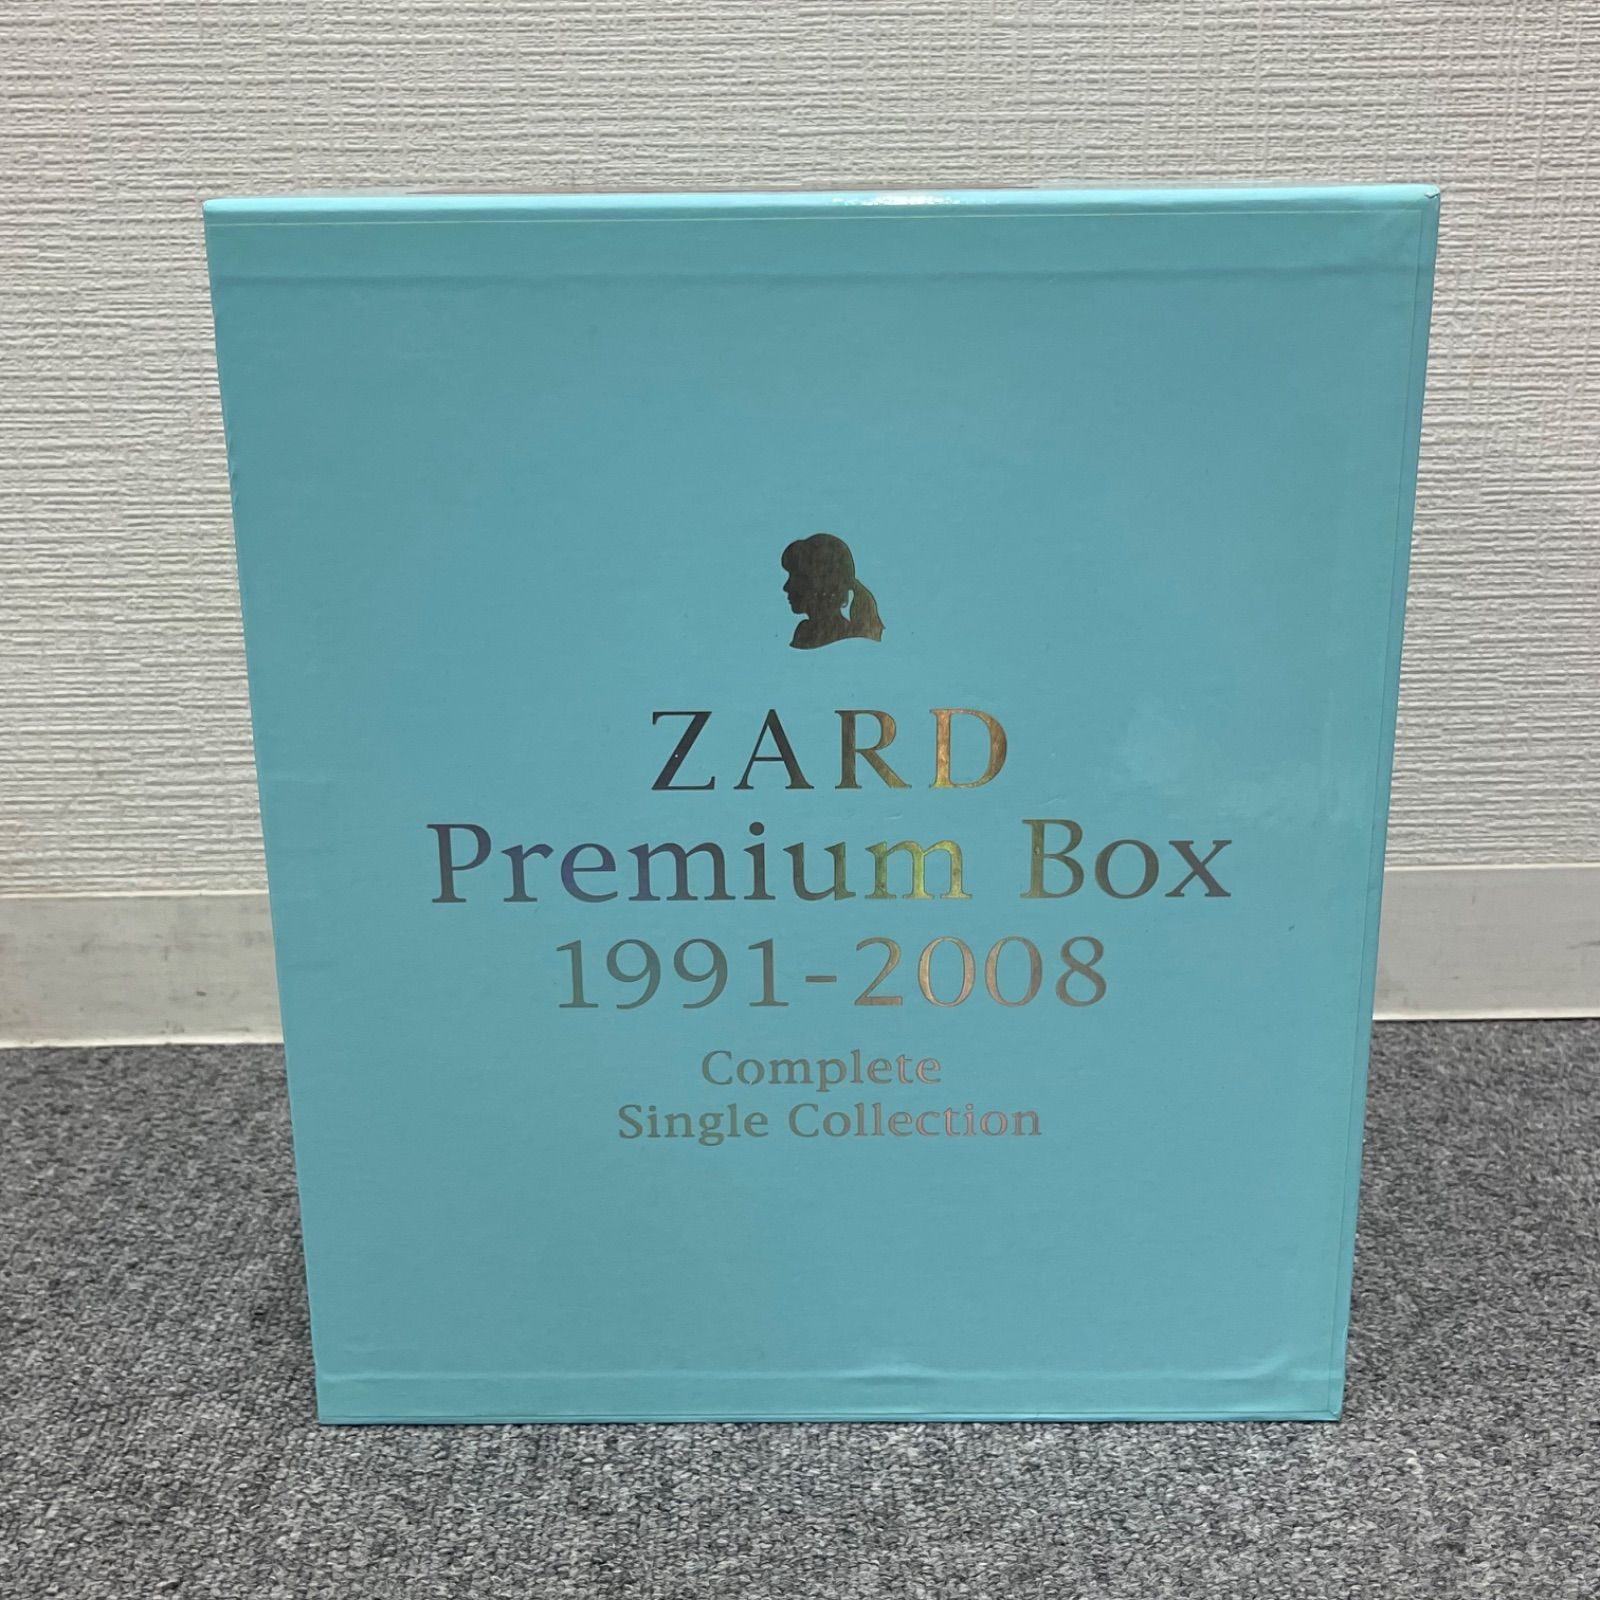 ZARD
Premium Box
1991-2008
Complete
Single Collection